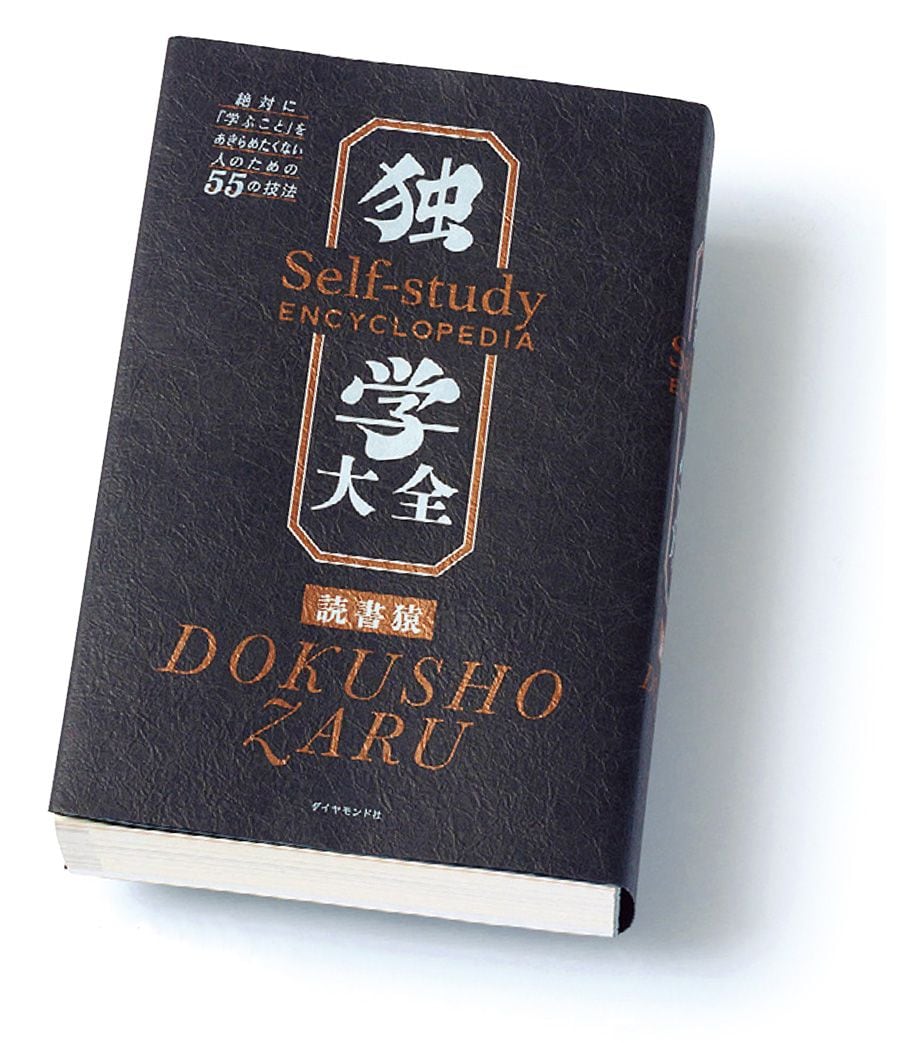 絶対に
「学ぶこと」を
あきらめたくない
人のための
55の技法
独
Self-study
ENCYCLOPEDIA
学
大全
読書猿
DOKUSHO
ZARU
ダイヤモンド社